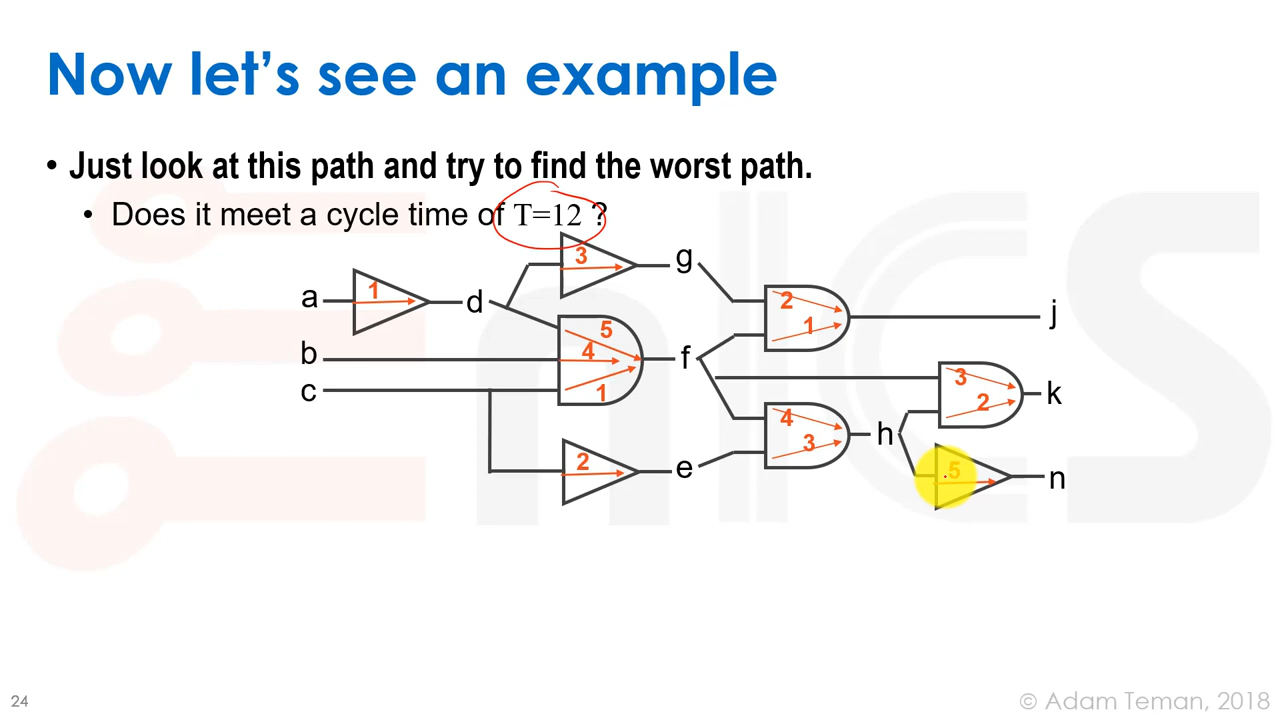 Now let's see an example
• Just look at this path and try to find the worst path.
• Does it meet a cycle time of T=12 ?
3
g
a
1
d
2
j
5
1
b
4
f
c
1
3
k
2
4
h
3
2
e
5
n
nics
24
© Adam Teman, 2018